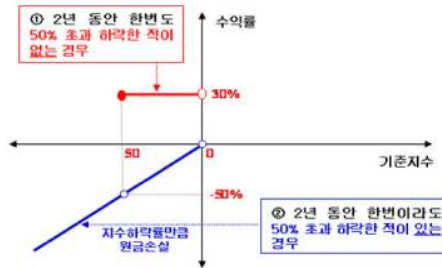 ① 2년 동안 한번도
50% 초과 하락한 적이
없는 경우
수익률
30%
50
0
기준지수
-50%
지수하락률만큼
원금손실
② 2년 동안 한번이라도
50% 초과 하락한 적이 있는
경우